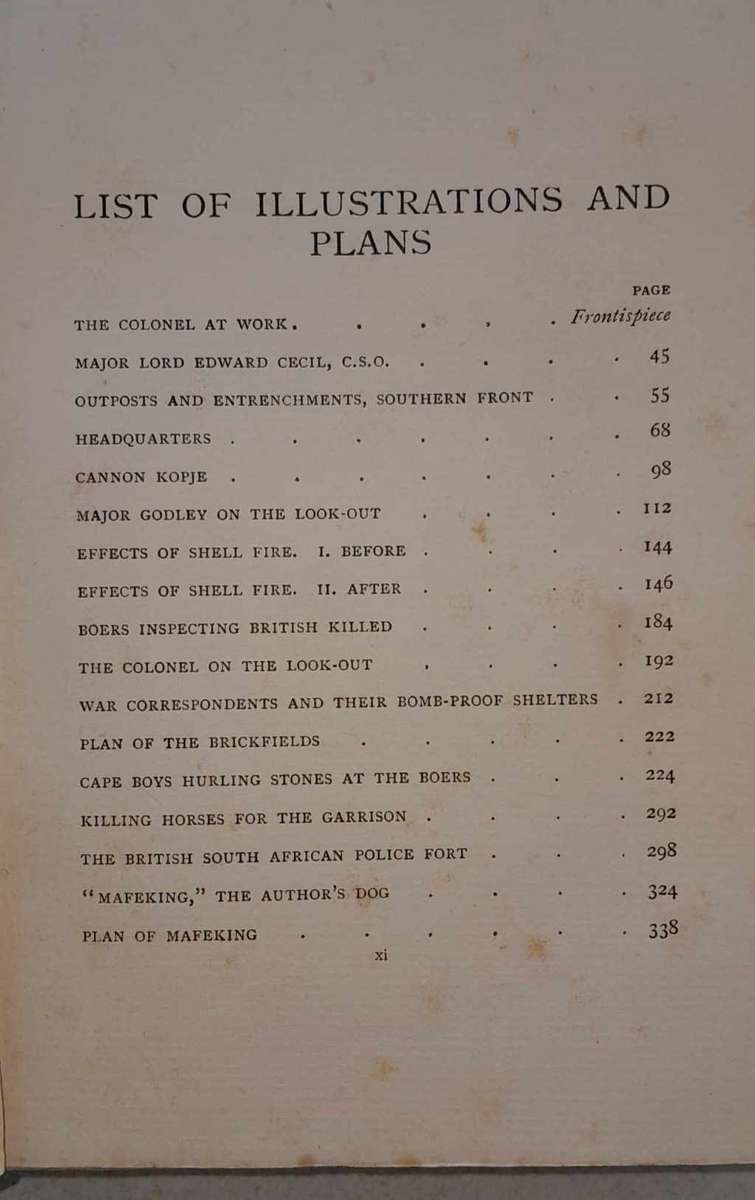 LIST OF ILLUSTRATIONS AND
PLANS
PAGE
THE COLONEL AT WORK . . . . . Frontispiece
MAJOR LORD EDWARD CECIL, C.S.O. . . . . 45
OUTPOSTS AND ENTRENCHMENTS, SOUTHERN FRONT . . 55
HEADQUARTERS . . . . . . . 68
CANNON KOPJE . . . . . . . 98
MAJOR GODLEY ON THE LOOK-OUT . . . . 112
EFFECTS OF SHELL FIRE. I. BEFORE . . . . 144
EFFECTS OF SHELL FIRE. II. AFTER . . . . 146
BOERS INSPECTING BRITISH KILLED . . . . 184
THE COLONEL ON THE LOOK-OUT . . . . 192
WAR CORRESPONDENTS AND THEIR BOMB-PROOF SHELTERS . 212
PLAN OF THE BRICKFIELDS . . . . . 222
CAPE BOYS HURLING STONES AT THE BOERS . . . 224
KILLING HORSES FOR THE GARRISON . . . . 292
THE BRITISH SOUTH AFRICAN POLICE FORT . . . 298
“MAFEKING,” THE AUTHOR'S DOG . . . . 324
PLAN OF MAFEKING . . . . . . 338
xi